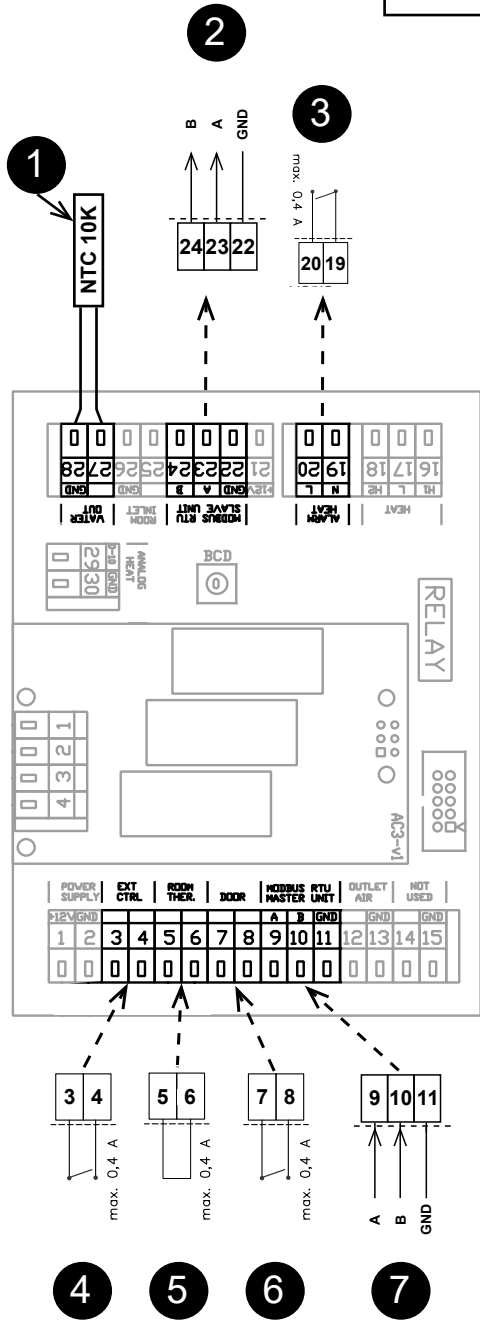 2
3
1
NTC 10K
B
A
GND
max. 0,4 A
24 23 22
20 19
28 27 26 25 24 23 22 21
GND GND B A GND +12V
VATER OUT
ROOM INLET
MODBUS RTU SLAVE UNIT
20 19 18 17 16
L N H2 L H1
ALARM HEAT
HEAT
29 30
0-10 GND
ANALOG HEAT
BCD
0
RELAY
1
2
3
4
AC3-v1
POWER SUPPLY
EXT CTRL
ROOM THER.
DOOR
MODBUS RTU MASTER UNIT
OUTLET AIR
NOT USED
+12V GND A B GND GND GND
1 2 3 4 5 6 7 8 9 10 11 12 13 14 15
3 4
5 6
7 8
9 10 11
max. 0,4 A
max. 0,4 A
max. 0,4 A
A
B
GND
4
5
6
7